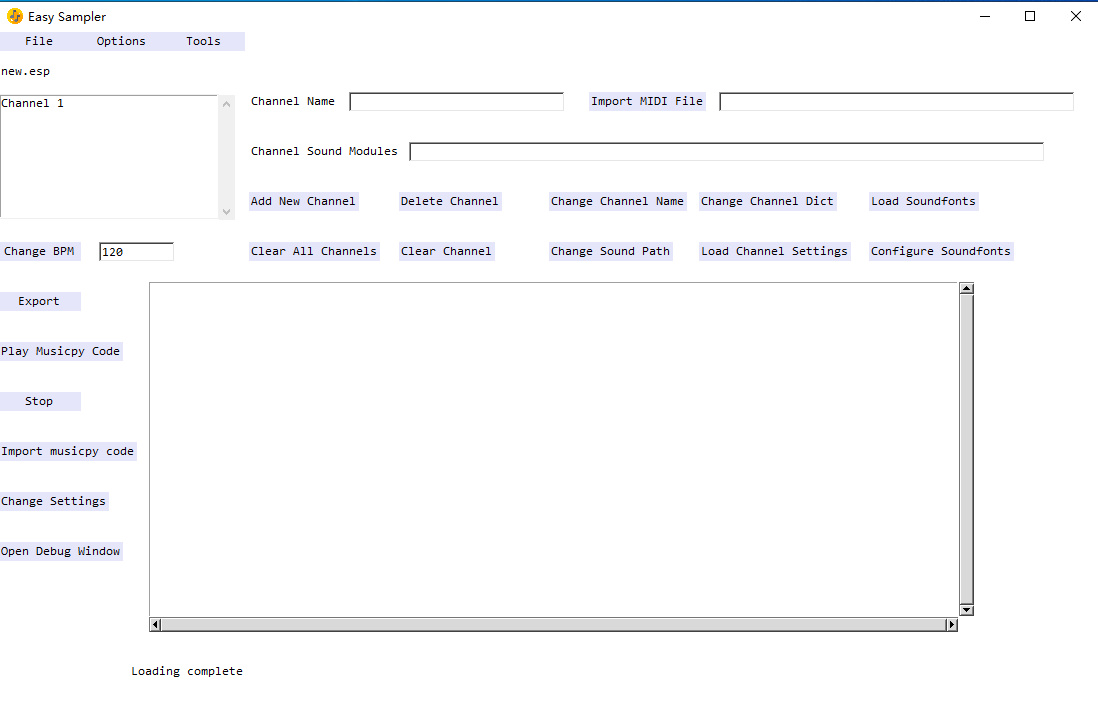 Easy Sampler
File Options Tools
new.esp
Channel 1
Channel Name Import MIDI File
Channel Sound Modules
Add New Channel Delete Channel Change Channel Name Change Channel Dict Load Soundfonts
Change BPM 120 Clear All Channels Clear Channel Change Sound Path Load Channel Settings Configure Soundfonts
Export
Play Musicpy Code
Stop
Import musicpy code
Change Settings
Open Debug Window
Loading complete